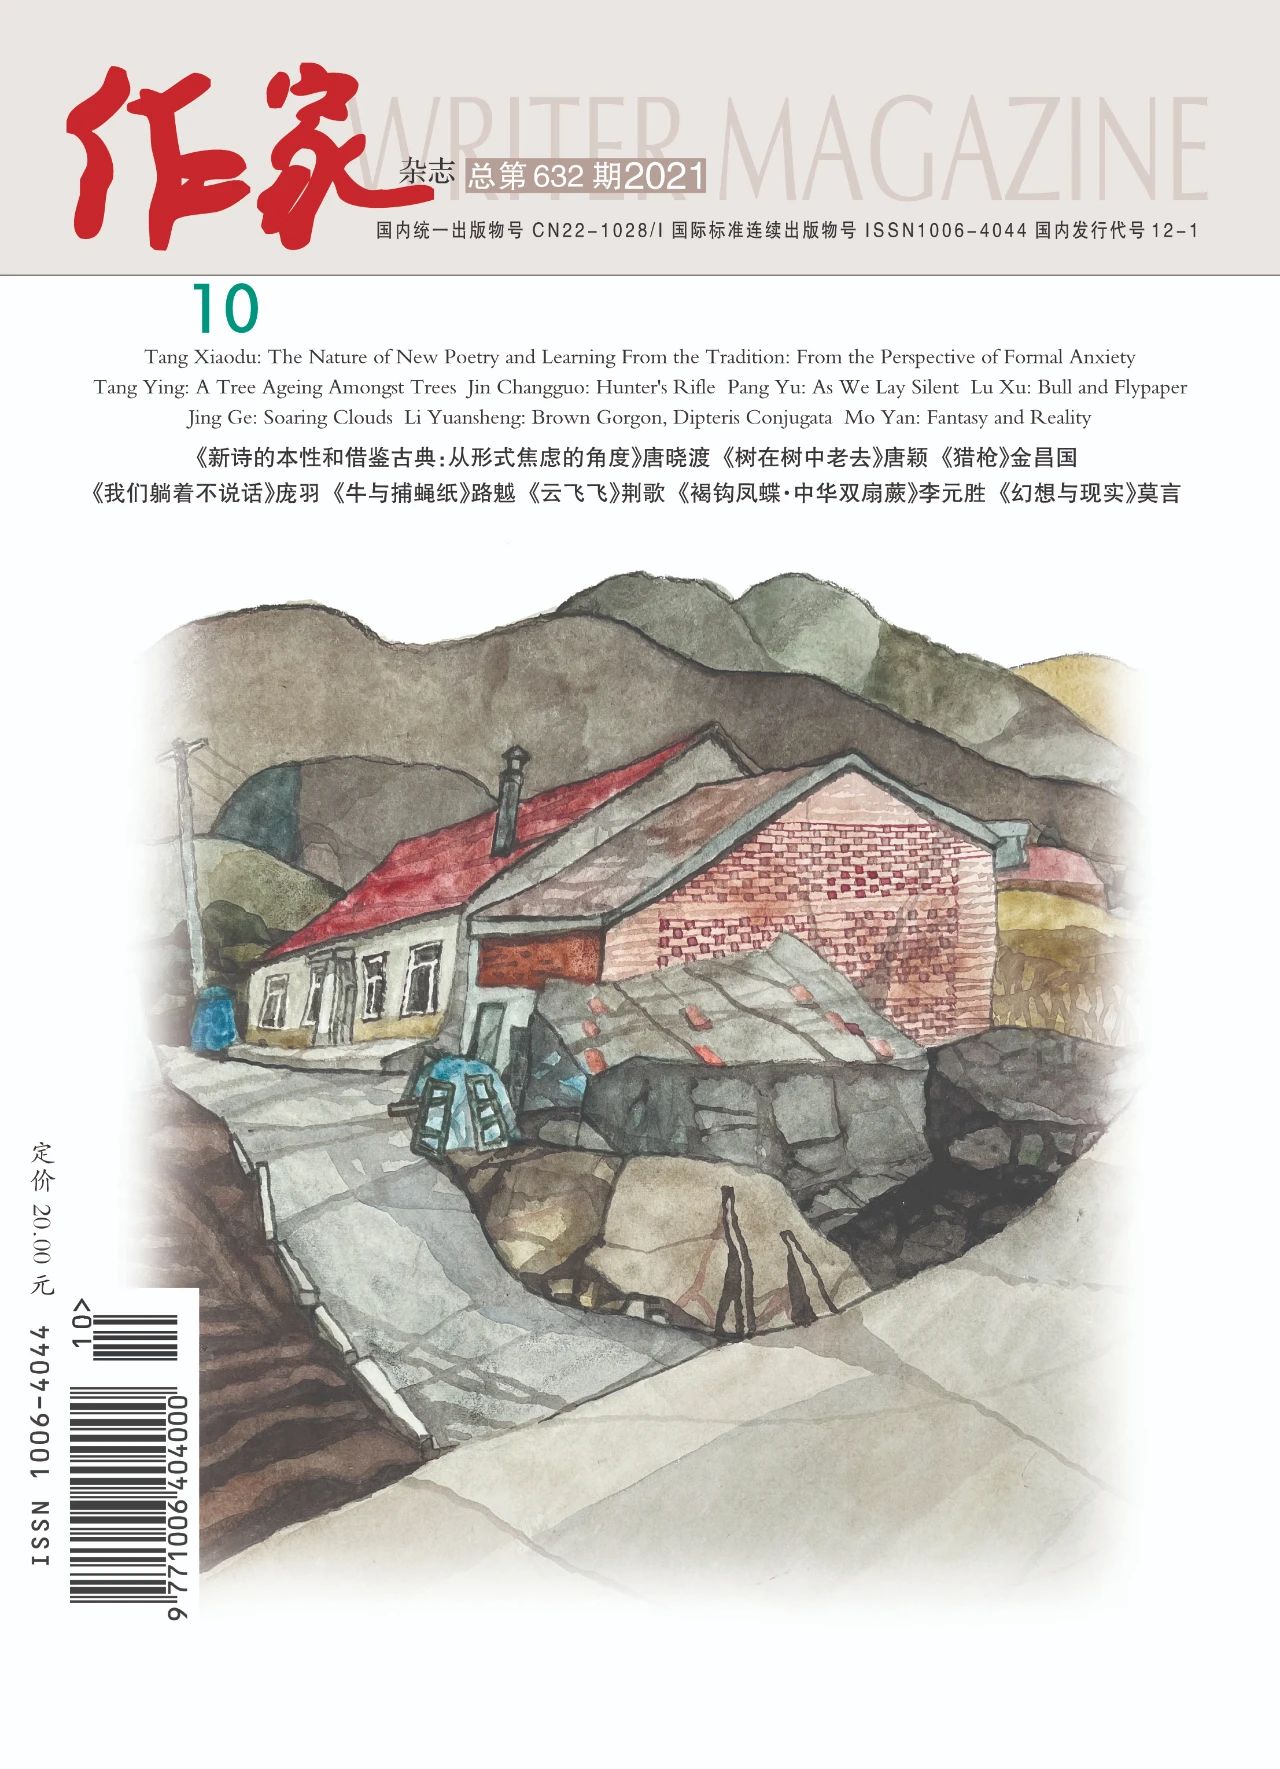 作家
WRITER MAGAZINE
杂志 总第 632 期2021
国内统一出版物号 CN22-1028/I 国际标准连续出版物号 ISSN1006-4044 国内发行代号 12-1
10
Tang Xiaodu: The Nature of New Poetry and Learning From the Tradition: From the Perspective of Formal Anxiety
Tang Ying: A Tree Ageing Amongst Trees Jin Changguo: Hunter's Rifle Pang Yu: As We Lay Silent Lu Xu: Bull and Flypaper
Jing Ge: Soaring Clouds Li Yuansheng: Brown Gorgon, Dipteris Conjugata Mo Yan: Fantasy and Reality
《新诗的本性和借鉴古典:从形式焦虑的角度》唐晓渡 《树在树中老去》唐颖 《猎枪》金昌国
《我们躺着不说话》庞羽 《牛与捕蝇纸》路魆 《云飞飞》荆歌 《褐钩凤蝶·中华双扇蕨》李元胜 《幻想与现实》莫言
定价 20.00 元
ISSN 1006-4044
10>
9 771006 404000